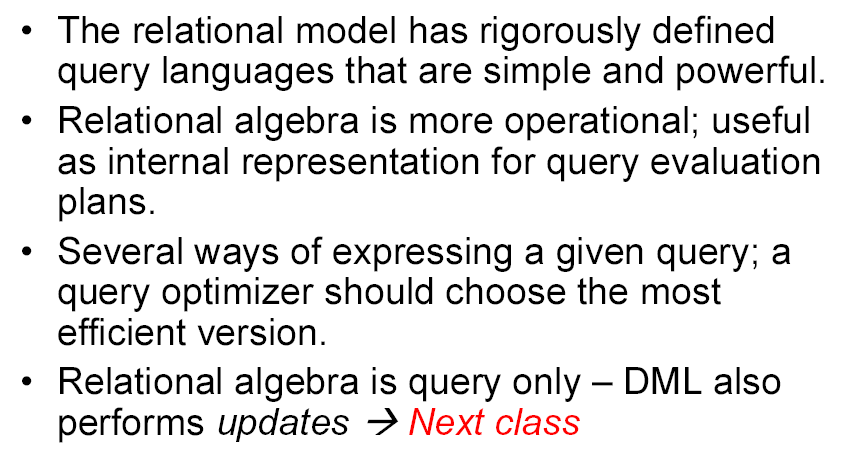 • The relational model has rigorously defined
query languages that are simple and powerful.
• Relational algebra is more operational; useful
as internal representation for query evaluation
plans.
• Several ways of expressing a given query; a
query optimizer should choose the most
efficient version.
• Relational algebra is query only – DML also
performs updates → Next class